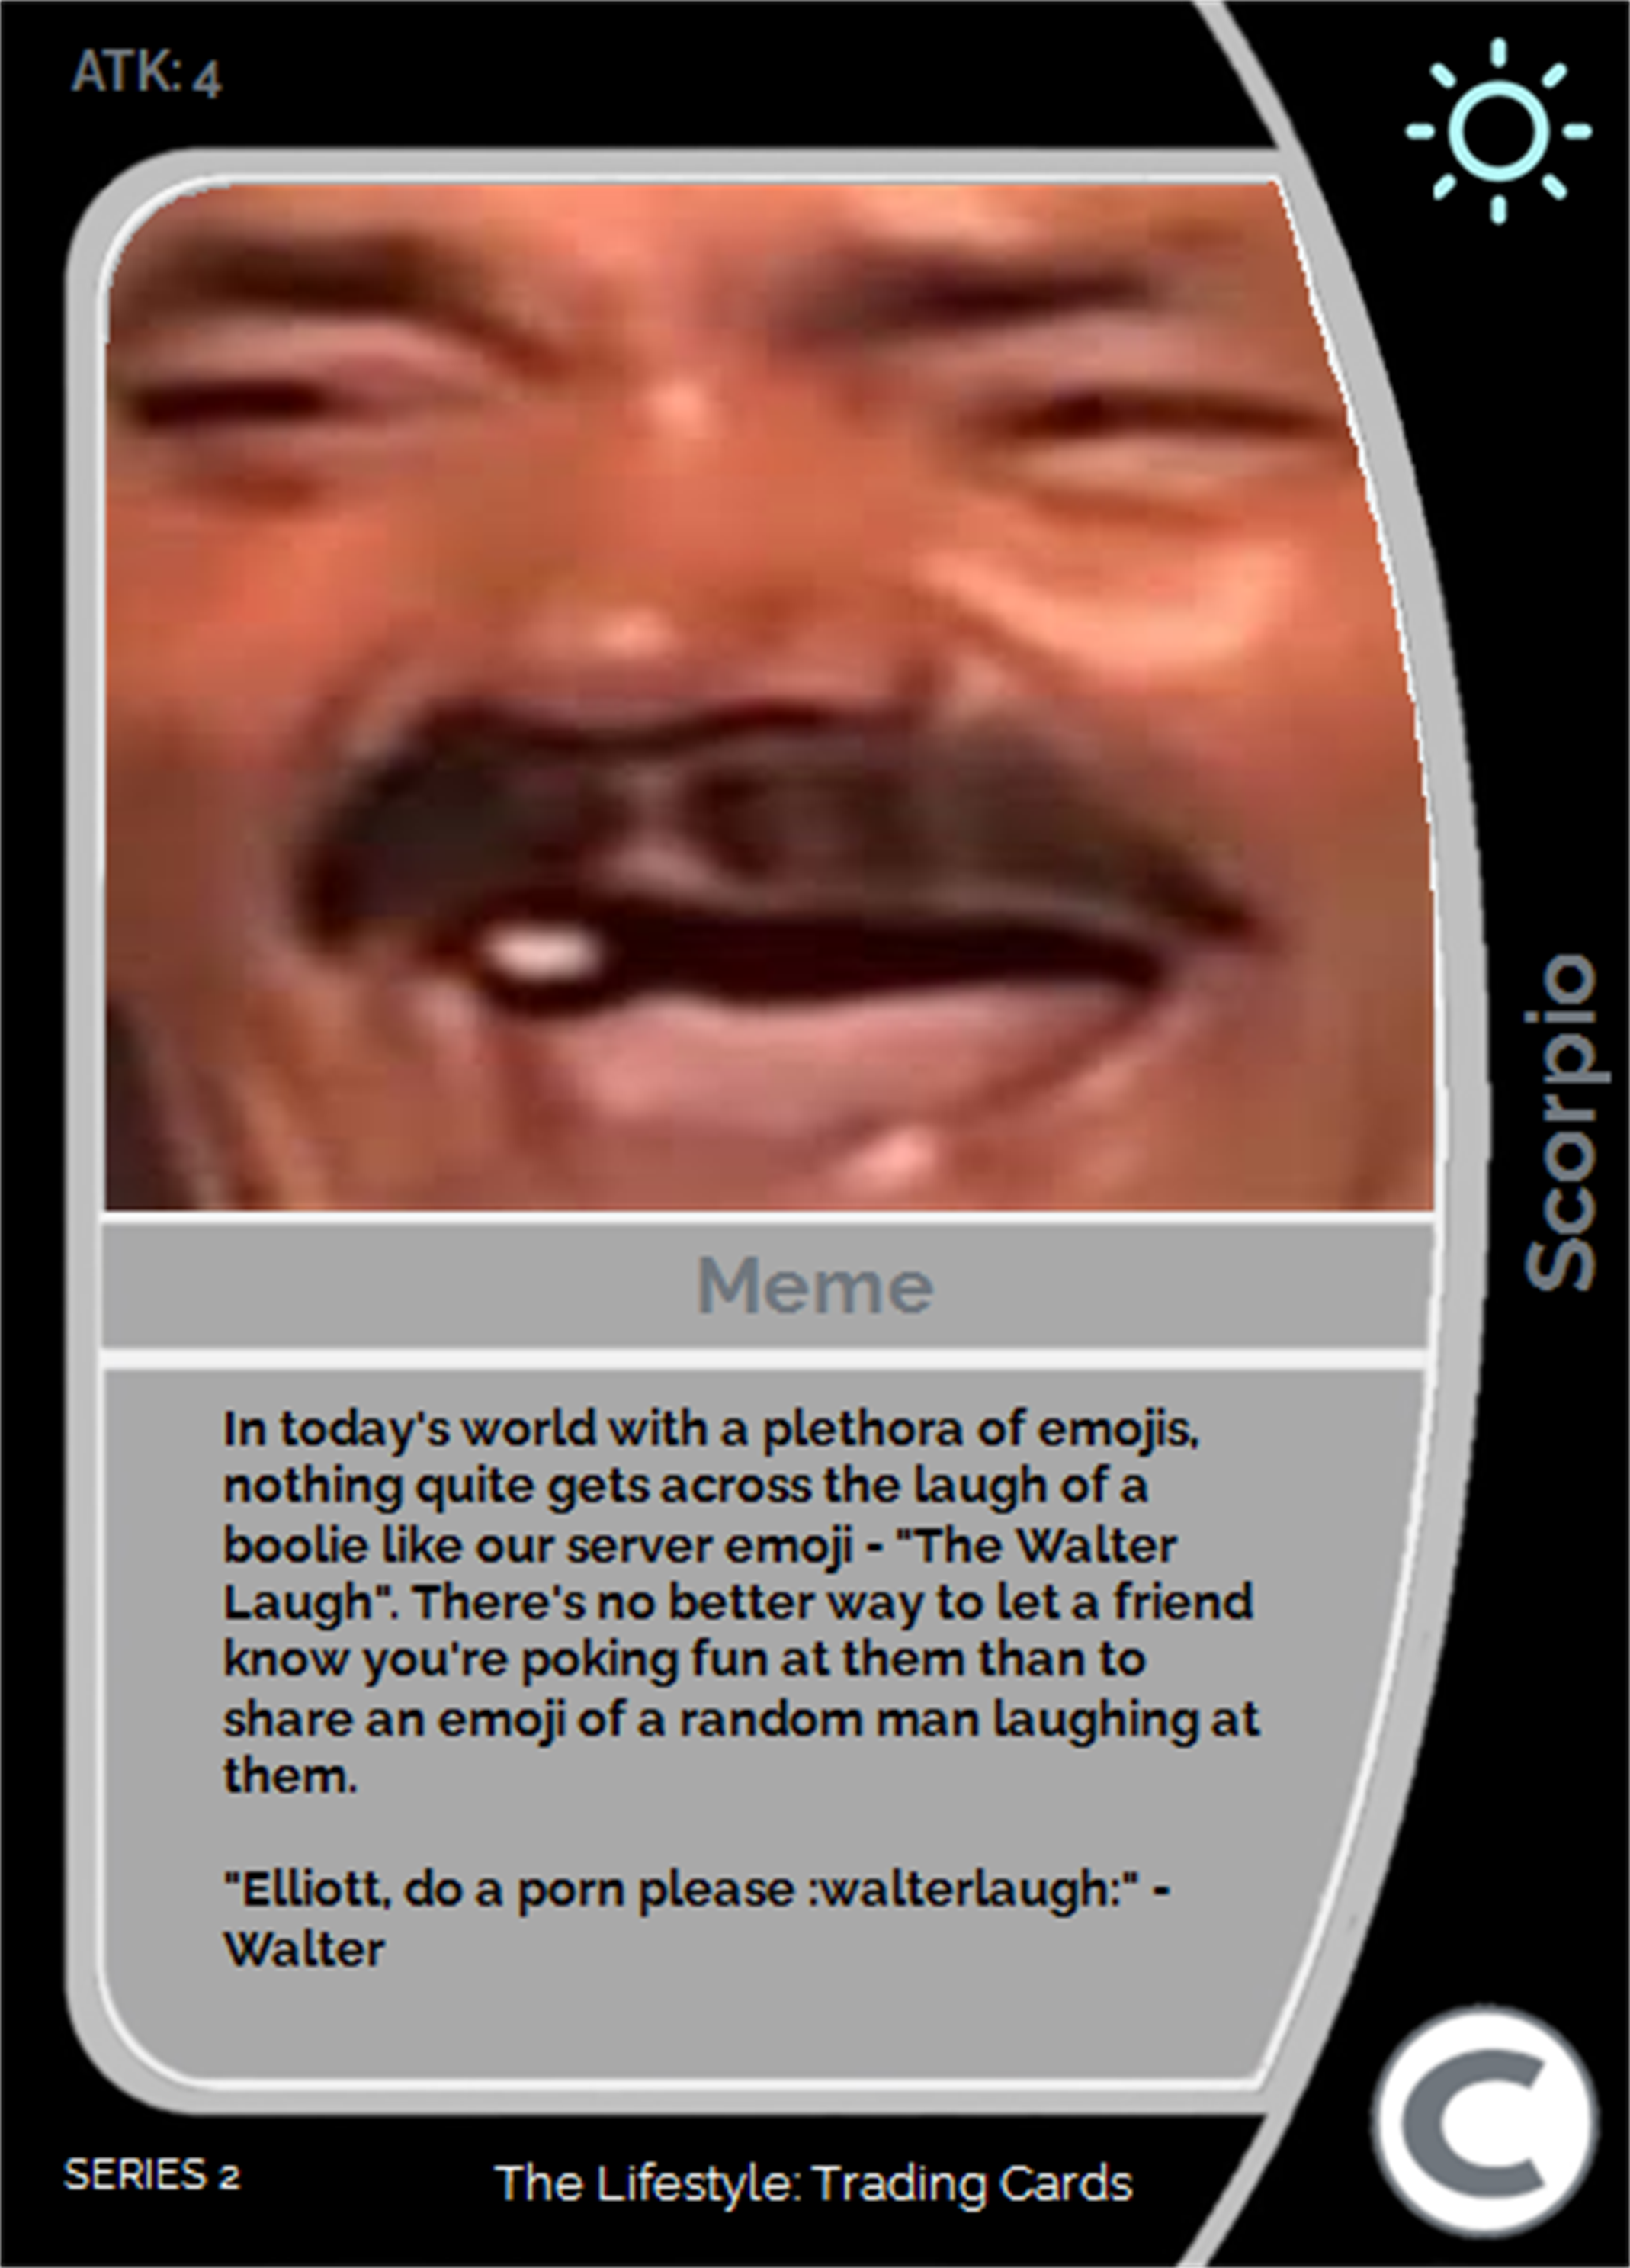 ATK: 4
Scorpio
Meme
In today's world with a plethora of emojis,
nothing quite gets across the laugh of a
boolie like our server emoji - "The Walter
Laugh". There's no better way to let a friend
know you're poking fun at them than to
share an emoji of a random man laughing at
them.
"Elliott, do a porn please :walterlaugh:" -
Walter
C
SERIES 2
The Lifestyle: Trading Cards